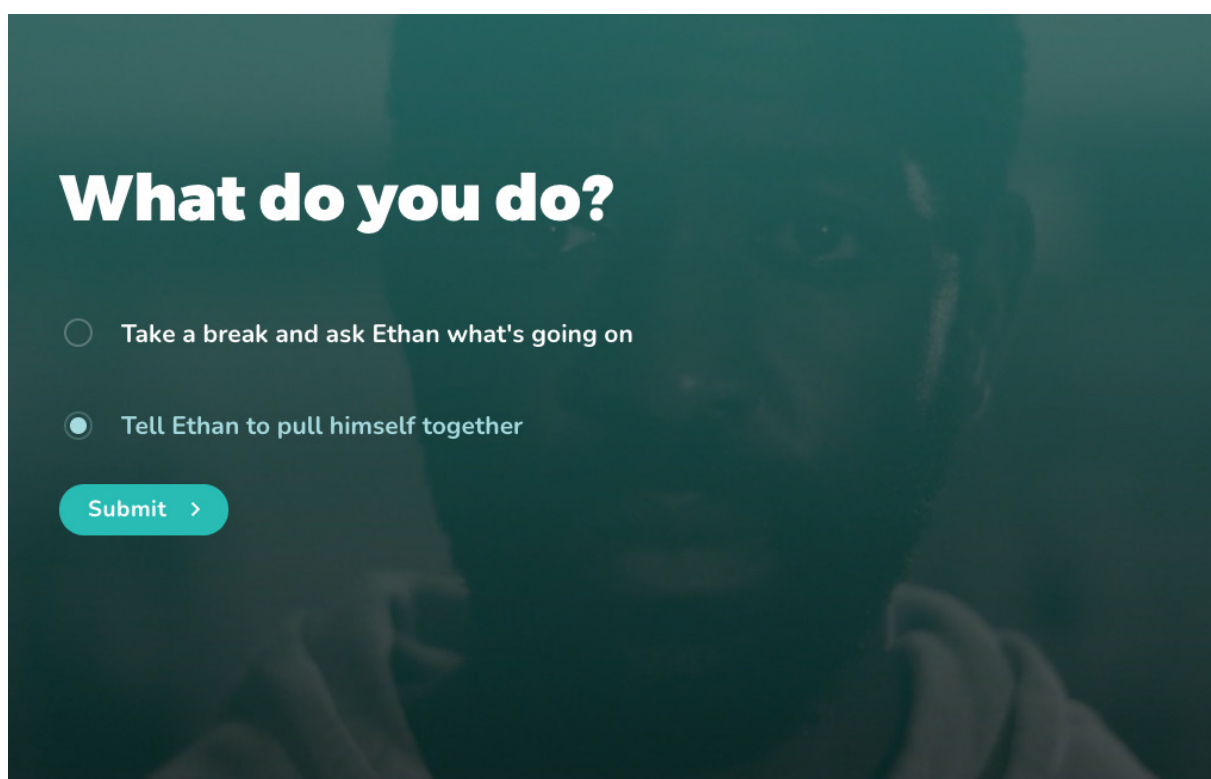 What do you do?
Take a break and ask Ethan what's going on
Tell Ethan to pull himself together
Submit